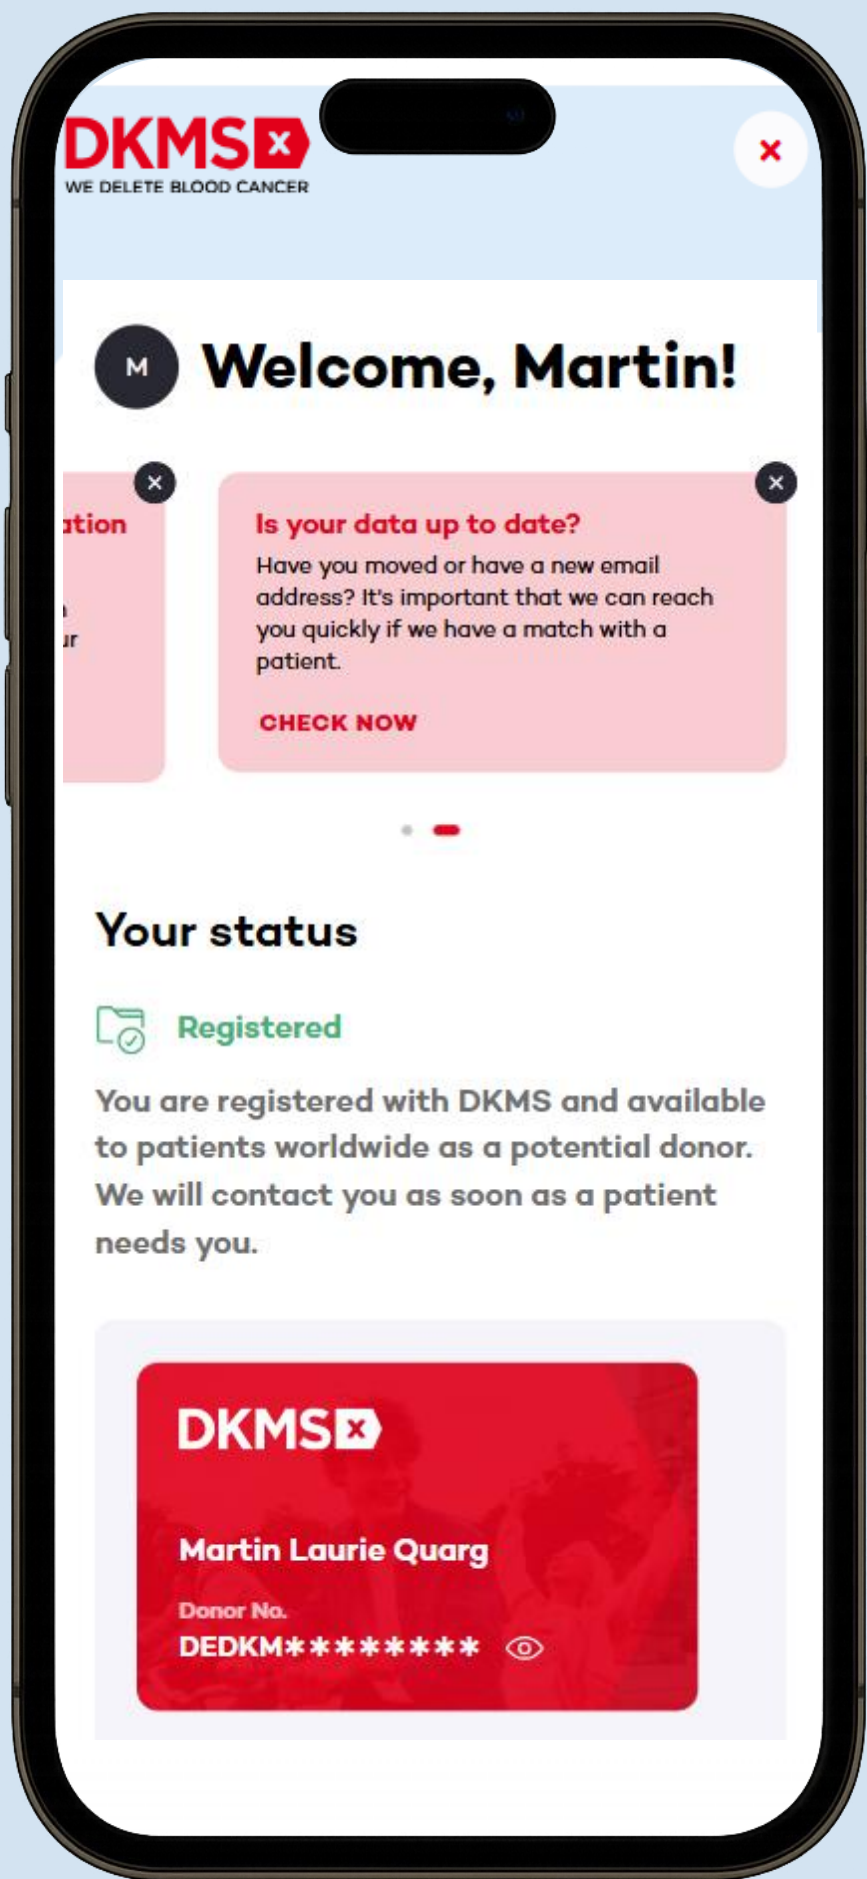 DKMS
WE DELETE BLOOD CANCER
M
Welcome, Martin!
Is your data up to date?
Have you moved or have a new email
address? It's important that we can reach
you quickly if we have a match with a
patient.
CHECK NOW
Your status
Registered
You are registered with DKMS and available
to patients worldwide as a potential donor.
We will contact you as soon as a patient
needs you.
DKMS
Martin Laurie Quarg
Donor No.
DEDKM********